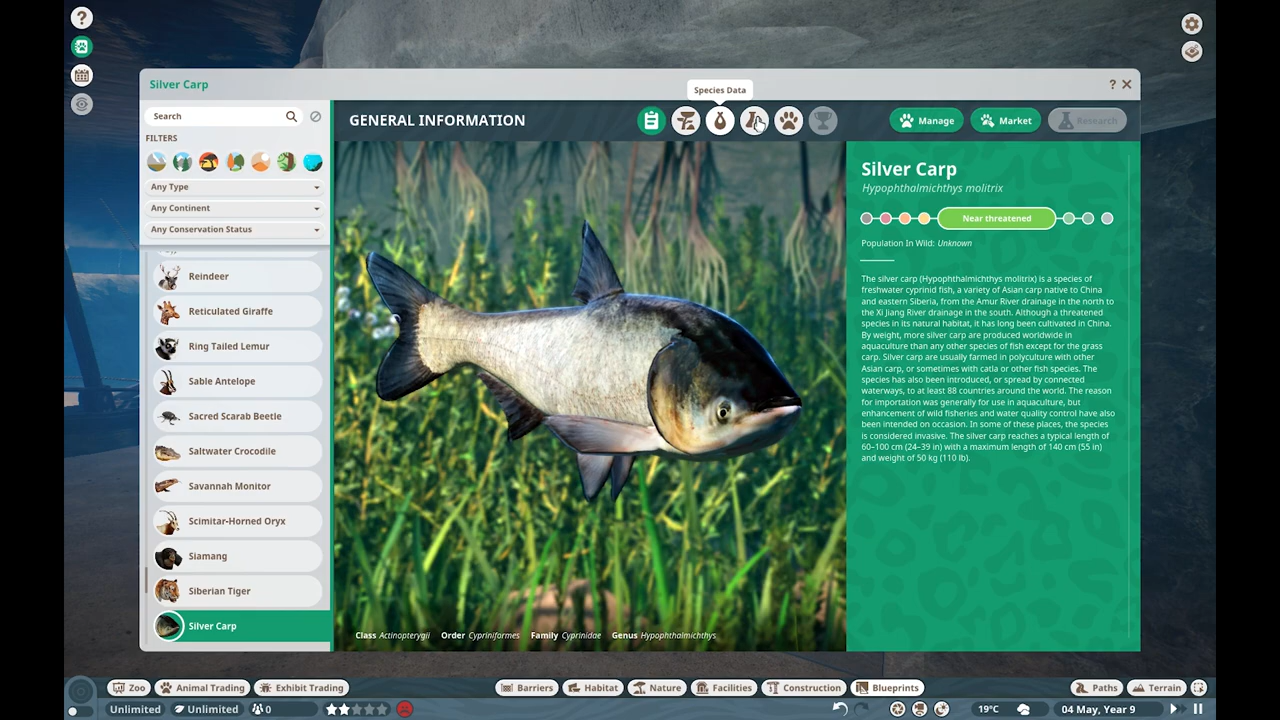 Silver Carp
?
Species Data
Search
FILTERS
Any Type
Any Continent
Any Conservation Status
Reindeer
Reticulated Giraffe
Ring Tailed Lemur
Sable Antelope
Sacred Scarab Beetle
Saltwater Crocodile
Savannah Monitor
Scimitar-Horned Oryx
Siamang
Siberian Tiger
Silver Carp
GENERAL INFORMATION
Manage
Market
Research
Class Actinopterygii Order Cypriniformes Family Cyprinidae Genus Hypophthalmichthys
Silver Carp
Hypophthalmichthys molitrix
Near threatened
Population In Wild: Unknown
The silver carp (Hypophthalmichthys molitrix) is a species of
freshwater cyprinid fish, a variety of Asian carp native to China
and eastern Siberia, from the Amur River drainage in the north to
the Xi Jiang River drainage in the south. Although a threatened
species in its natural habitat, it has long been cultivated in China.
By weight, more silver carp are produced worldwide in
aquaculture than any other species of fish except for the grass
carp. Silver carp are usually farmed in polyculture with other
Asian carp, or sometimes with catla or other fish species. The
species has also been introduced, or spread by connected
waterways, to at least 88 countries around the world. The reason
for importation was generally for use in aquaculture, but
enhancement of wild fisheries and water quality control have also
been intended on occasion. In some of these places, the species
is considered invasive. The silver carp reaches a typical length of
60–100 cm (24–39 in) with a maximum length of 140 cm (55 in)
and weight of 50 kg (110 lb).
Zoo
Animal Trading
Exhibit Trading
Barriers
Habitat
Nature
Facilities
Construction
Blueprints
Paths
Terrain
Unlimited
Unlimited
0
19°C
04 May, Year 9
?